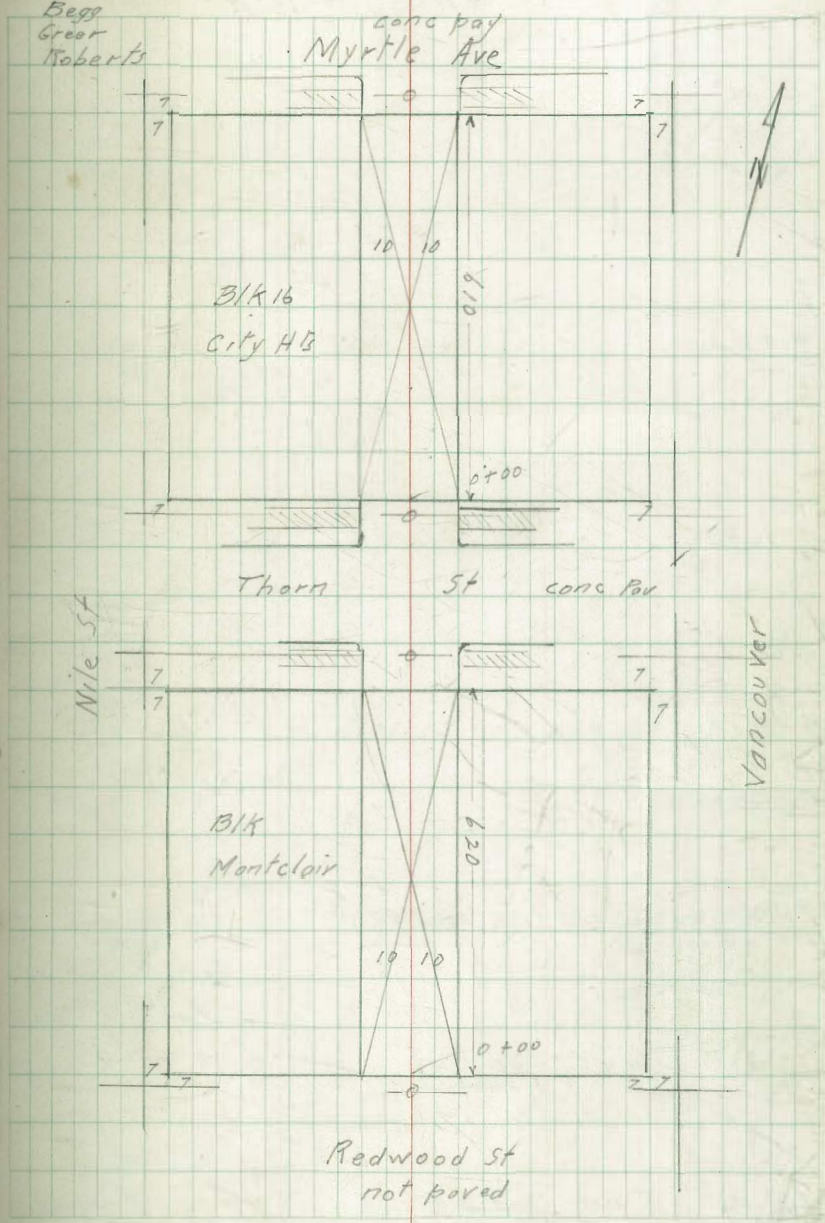 Begg
Greer
Roberts
conc pav
Myrtle Ave
7 7
7 7
N
10 10
610
Blk 16
City Hts
0+00
7 7
Thorn St conc Pav
Nile St
Vancouver
7 7
7 7
Blk
Montclair
620
10 10
0+00
7 7 7 7
Redwood St
not paved